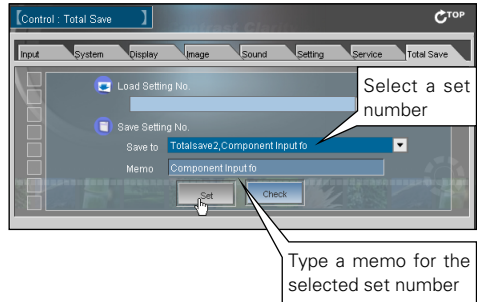 Control : Total Save
TOP
Input System Display Image Sound Setting Service Total Save
Load Setting No.
Select a set
number
Save Setting No.
Save to Totalsave2,Component Input fo
Memo Component Input fo
Set Check
Type a memo for the
selected set number